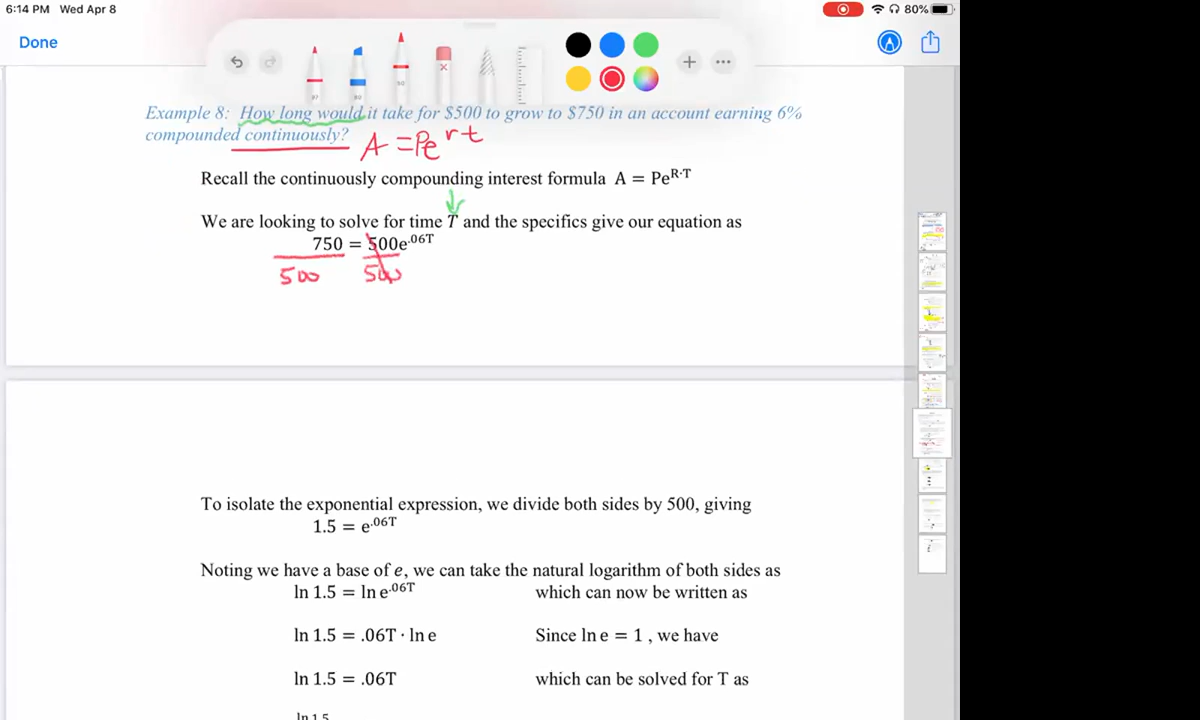 6:14 PM Wed Apr 8
80%
Done
97
80
50
Example 8: How long would it take for $500 to grow to $750 in an account earning 6%
compounded continuously?
A = Pe^rt
Recall the continuously compounding interest formula A = Pe^R·T
We are looking to solve for time T and the specifics give our equation as
750 = 500e^.06T
500 500
To isolate the exponential expression, we divide both sides by 500, giving
1.5 = e^.06T
Noting we have a base of e, we can take the natural logarithm of both sides as
ln 1.5 = ln e^.06T which can now be written as
ln 1.5 = .06T · ln e Since ln e = 1 , we have
ln 1.5 = .06T which can be solved for T as
ln 1.5